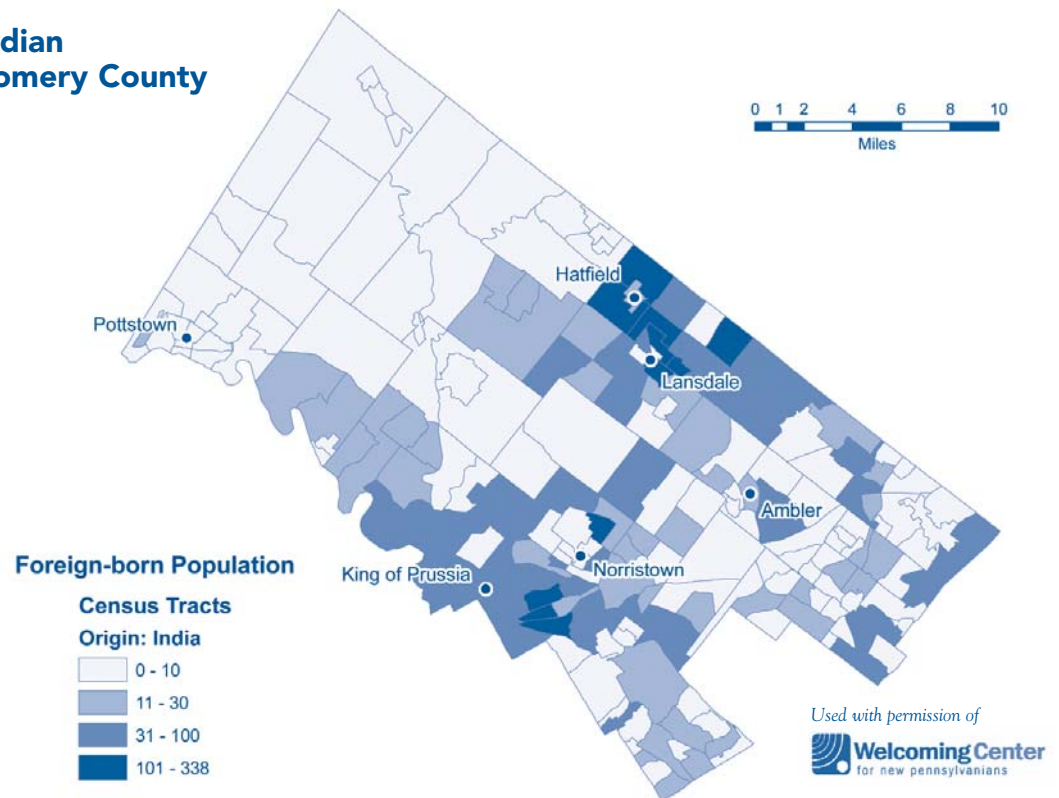 dian
omery County
0 1 2 4 6 8 10
Miles
Hatfield
Pottstown
Lansdale
Ambler
Foreign-born Population
King of Prussia
Norristown
Census Tracts
Origin: India
0 - 10
11 - 30
31 - 100
101 - 338
Used with permission of
Welcoming Center
for new pennsylvanians